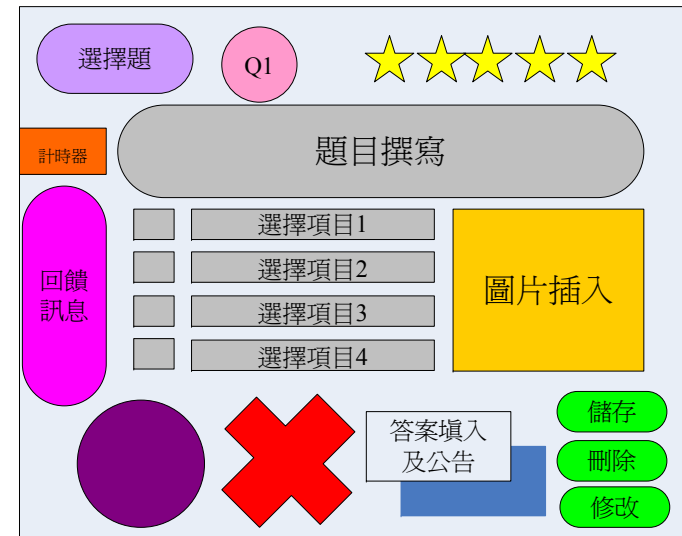 選擇題
Q1
計時器
題目撰寫
回饋
訊息
選擇項目1
選擇項目2
選擇項目3
選擇項目4
圖片插入
答案填入
及公告
儲存
刪除
修改